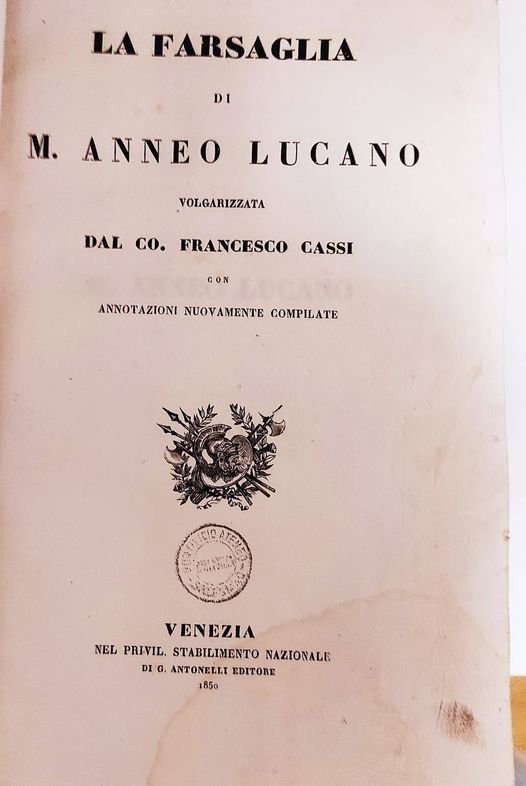 LA FARSAGLIA
DI
M. ANNEO LUCANO
VOLGARIZZATA
DAL CO. FRANCESCO CASSI
CON
ANNOTAZIONI NUOVAMENTE COMPILATE
VENEZIA
NEL PRIVIL. STABILIMENTO NAZIONALE
DI G. ANTONELLI EDITORE
1850